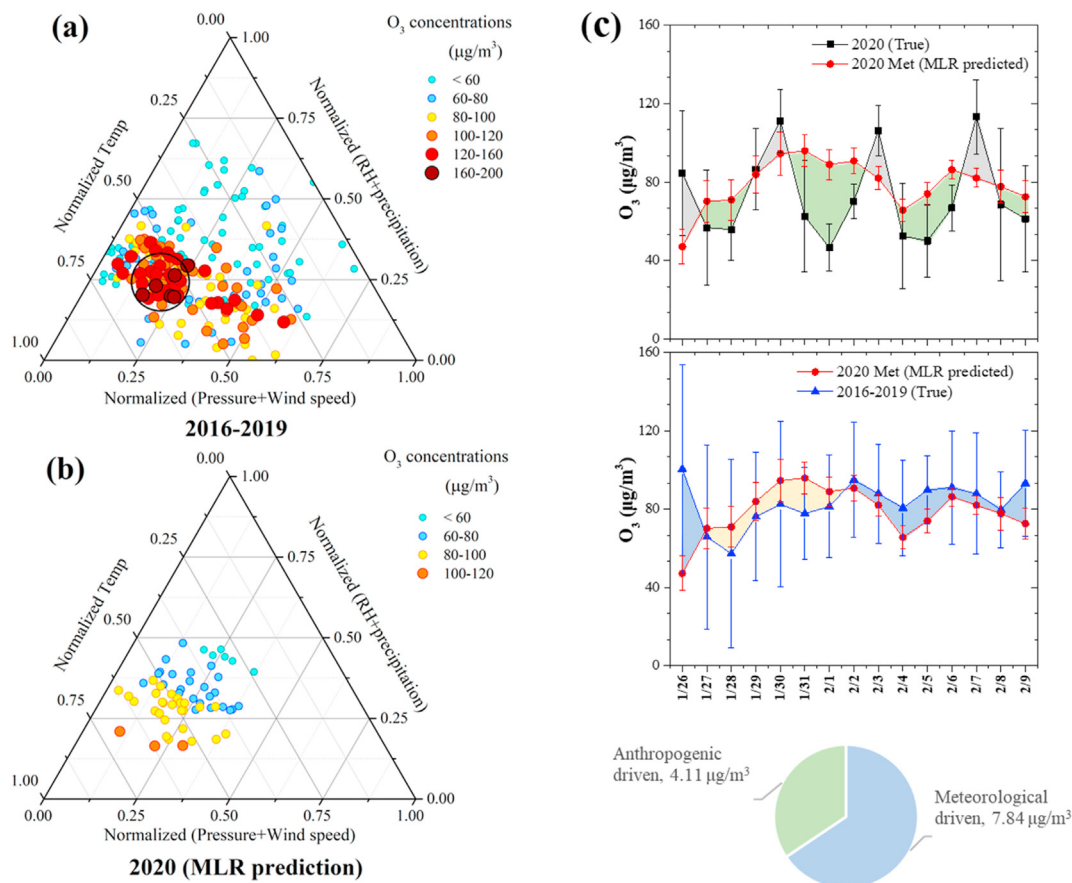 (a)
O₃ concentrations
(μg/m³)
< 60
60-80
80-100
100-120
120-160
160-200
0.00
1.00
0.25
0.75
0.50
0.50
0.75
0.25
1.00
0.00
0.00
0.25
0.50
0.75
1.00
Normalized Temp
Normalized (RH+precipitation)
Normalized (Pressure+Wind speed)
2016-2019
(b)
O₃ concentrations
(μg/m³)
< 60
60-80
80-100
100-120
0.00
1.00
0.25
0.75
0.50
0.50
0.75
0.25
1.00
0.00
0.00
0.25
0.50
0.75
1.00
Normalized Temp
Normalized (RH+precipitation)
Normalized (Pressure+Wind speed)
2020 (MLR prediction)
(c)
160
120
80
40
0
O₃ (μg/m³)
2020 (True)
2020 Met (MLR predicted)
160
120
80
40
0
O₃ (μg/m³)
2020 Met (MLR predicted)
2016-2019 (True)
1/26
1/27
1/28
1/29
1/30
1/31
2/1
2/2
2/3
2/4
2/5
2/6
2/7
2/8
2/9
Anthropogenic
driven, 4.11 μg/m³
Meteorological
driven, 7.84 μg/m³